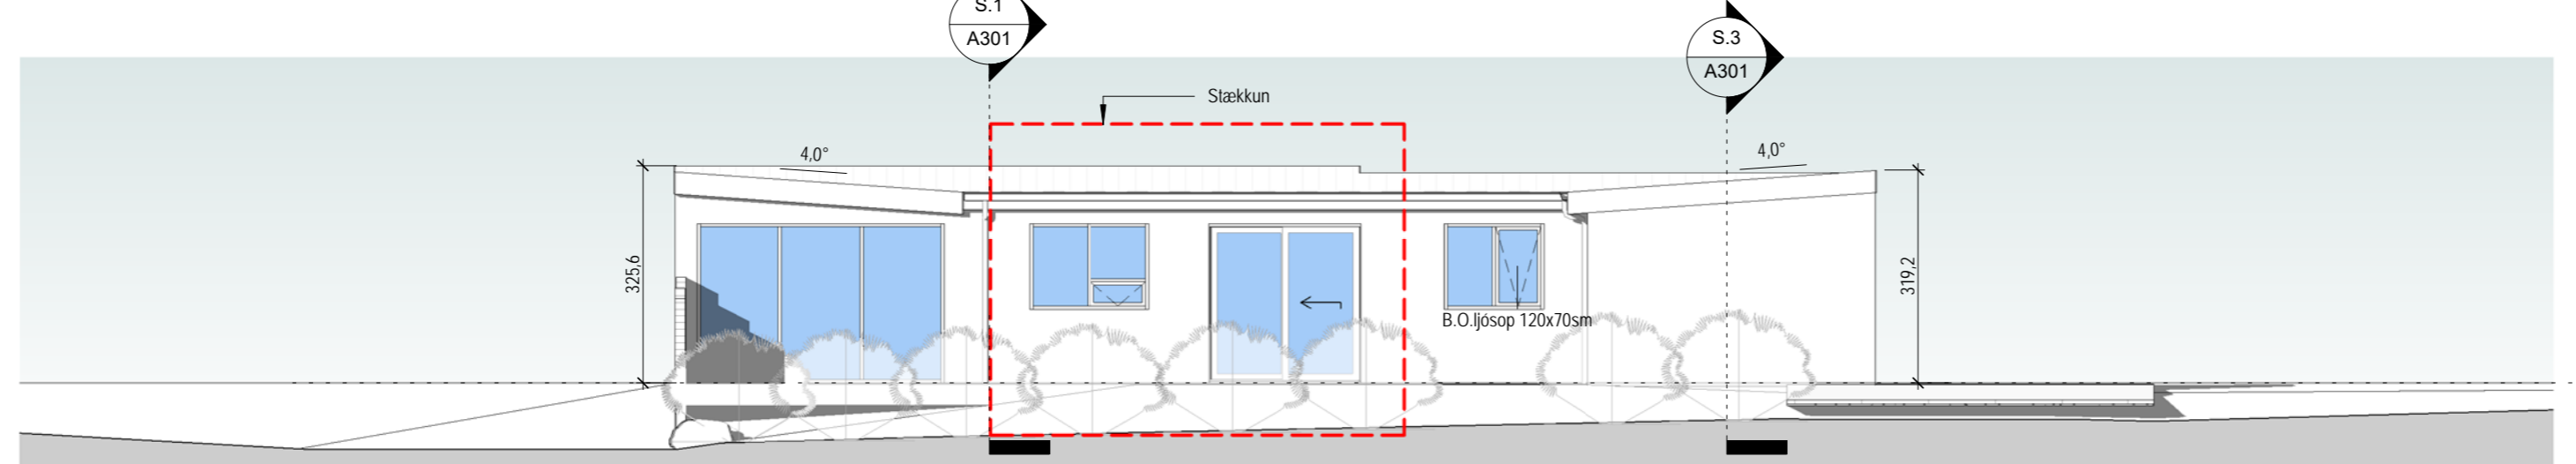 S.1
A301
S.3
A301
Stækkun
4,0°
4,0°
325,6
319,2
B.O.ljósop 120x70sm